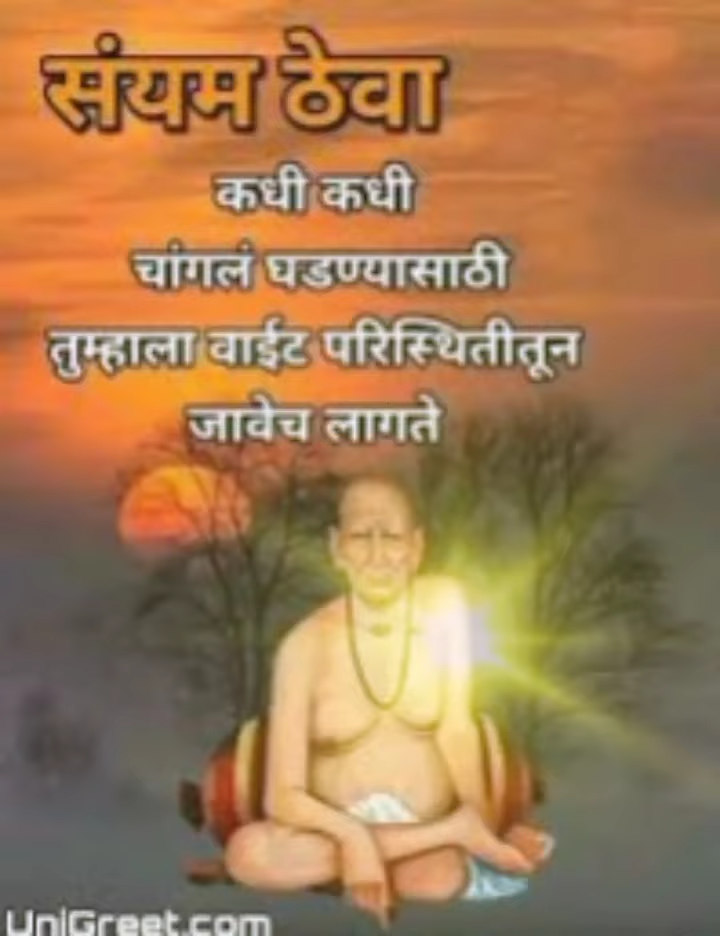 संयम ठेवा
कधी कधी
चांगलं घडण्यासाठी
तुम्हाला वाईट परिस्थितीतून
जावेच लागते
UniGreet.com